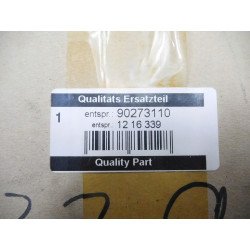 Qualitäts Ersatzteil
1
entspr.: 90273110
entspr.: 12 16 339
Quality Part